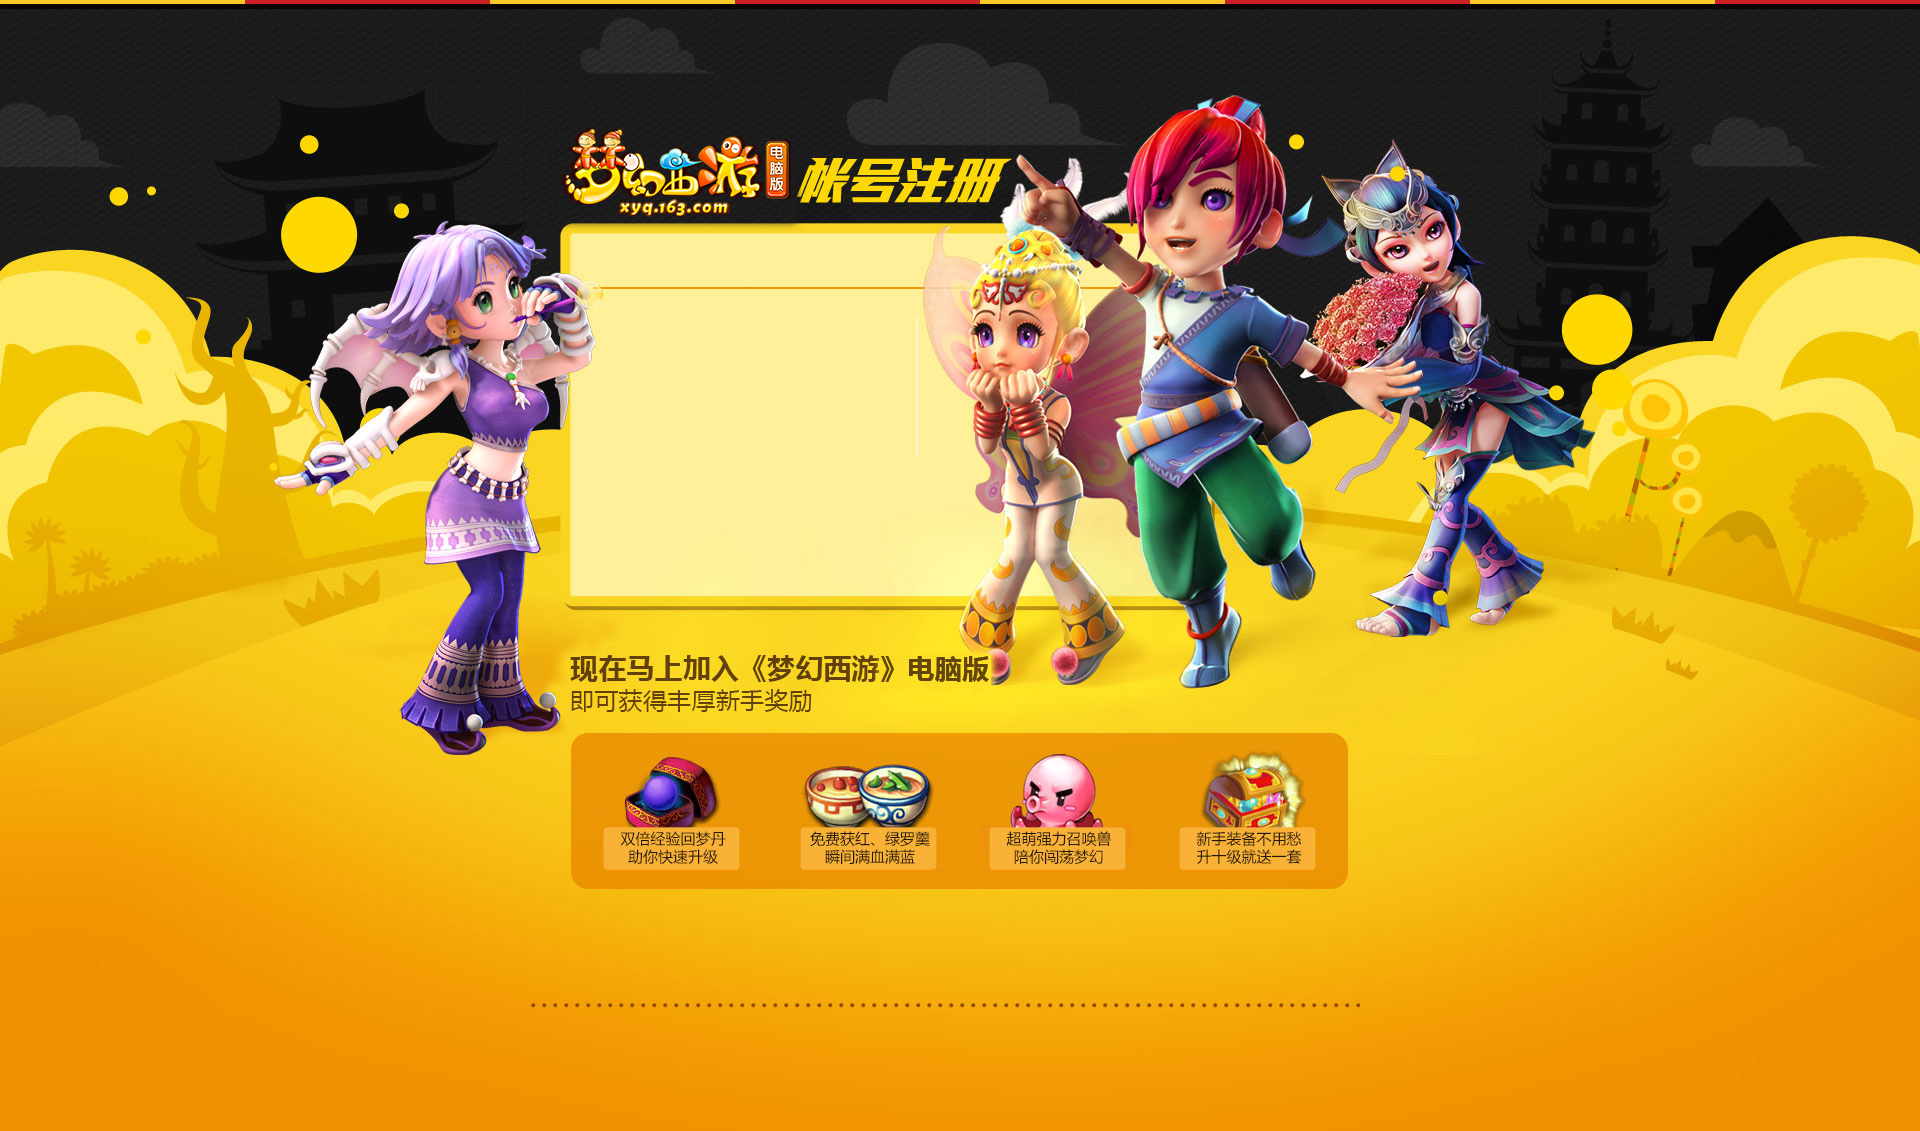 梦幻西游 电脑版
xyq.163.com
帐号注册
现在马上加入《梦幻西游》电脑版
即可获得丰厚新手奖励
双倍经验回梦丹
助你快速升级
免费获红、绿罗羹
瞬间满血满蓝
超萌强力召唤兽
陪你闯荡梦幻
新手装备不用愁
升十级就送一套